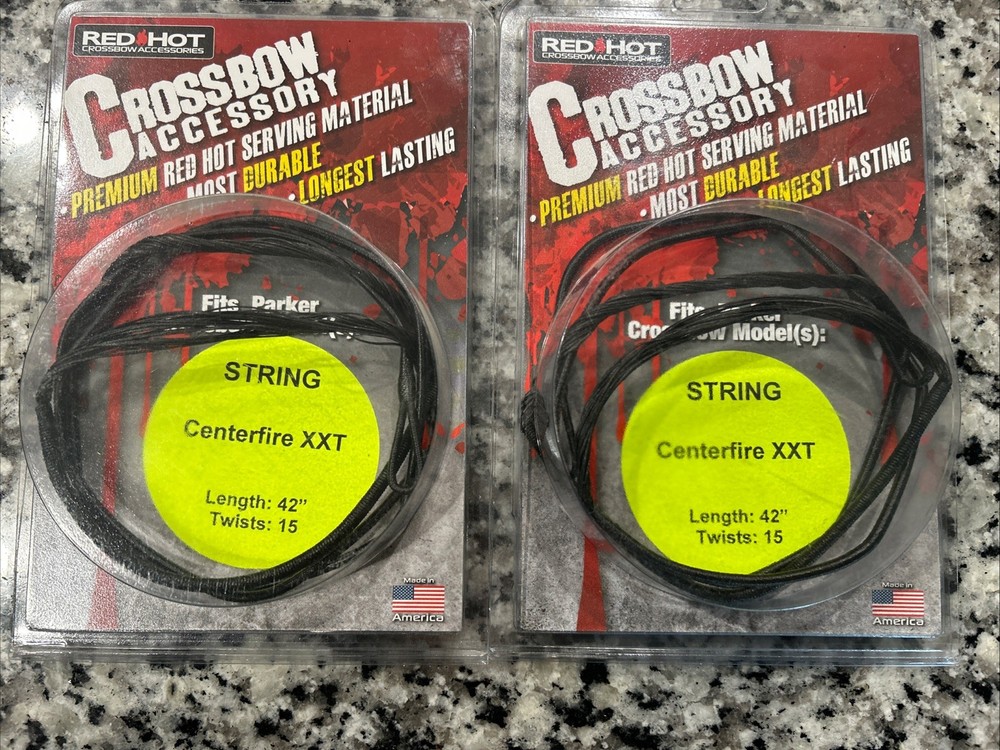 RED HOT
CROSSBOW ACCESSORIES
CROSSBOW
ACCESSORY
• PREMIUM RED HOT SERVING MATERIAL
MOST DURABLE
• LONGEST LASTING
Fits Parker
STRING
Centerfire XXT
Length: 42”
Twists: 15
Made in
America
RED HOT
CROSSBOW ACCESSORIES
CROSSBOW
ACCESSORY
• PREMIUM RED HOT SERVING MATERIAL
• MOST DURABLE
LONGEST LASTING
Fits Parker
Crossbow Model(s):
STRING
Centerfire XXT
Length: 42”
Twists: 15
Made in
America